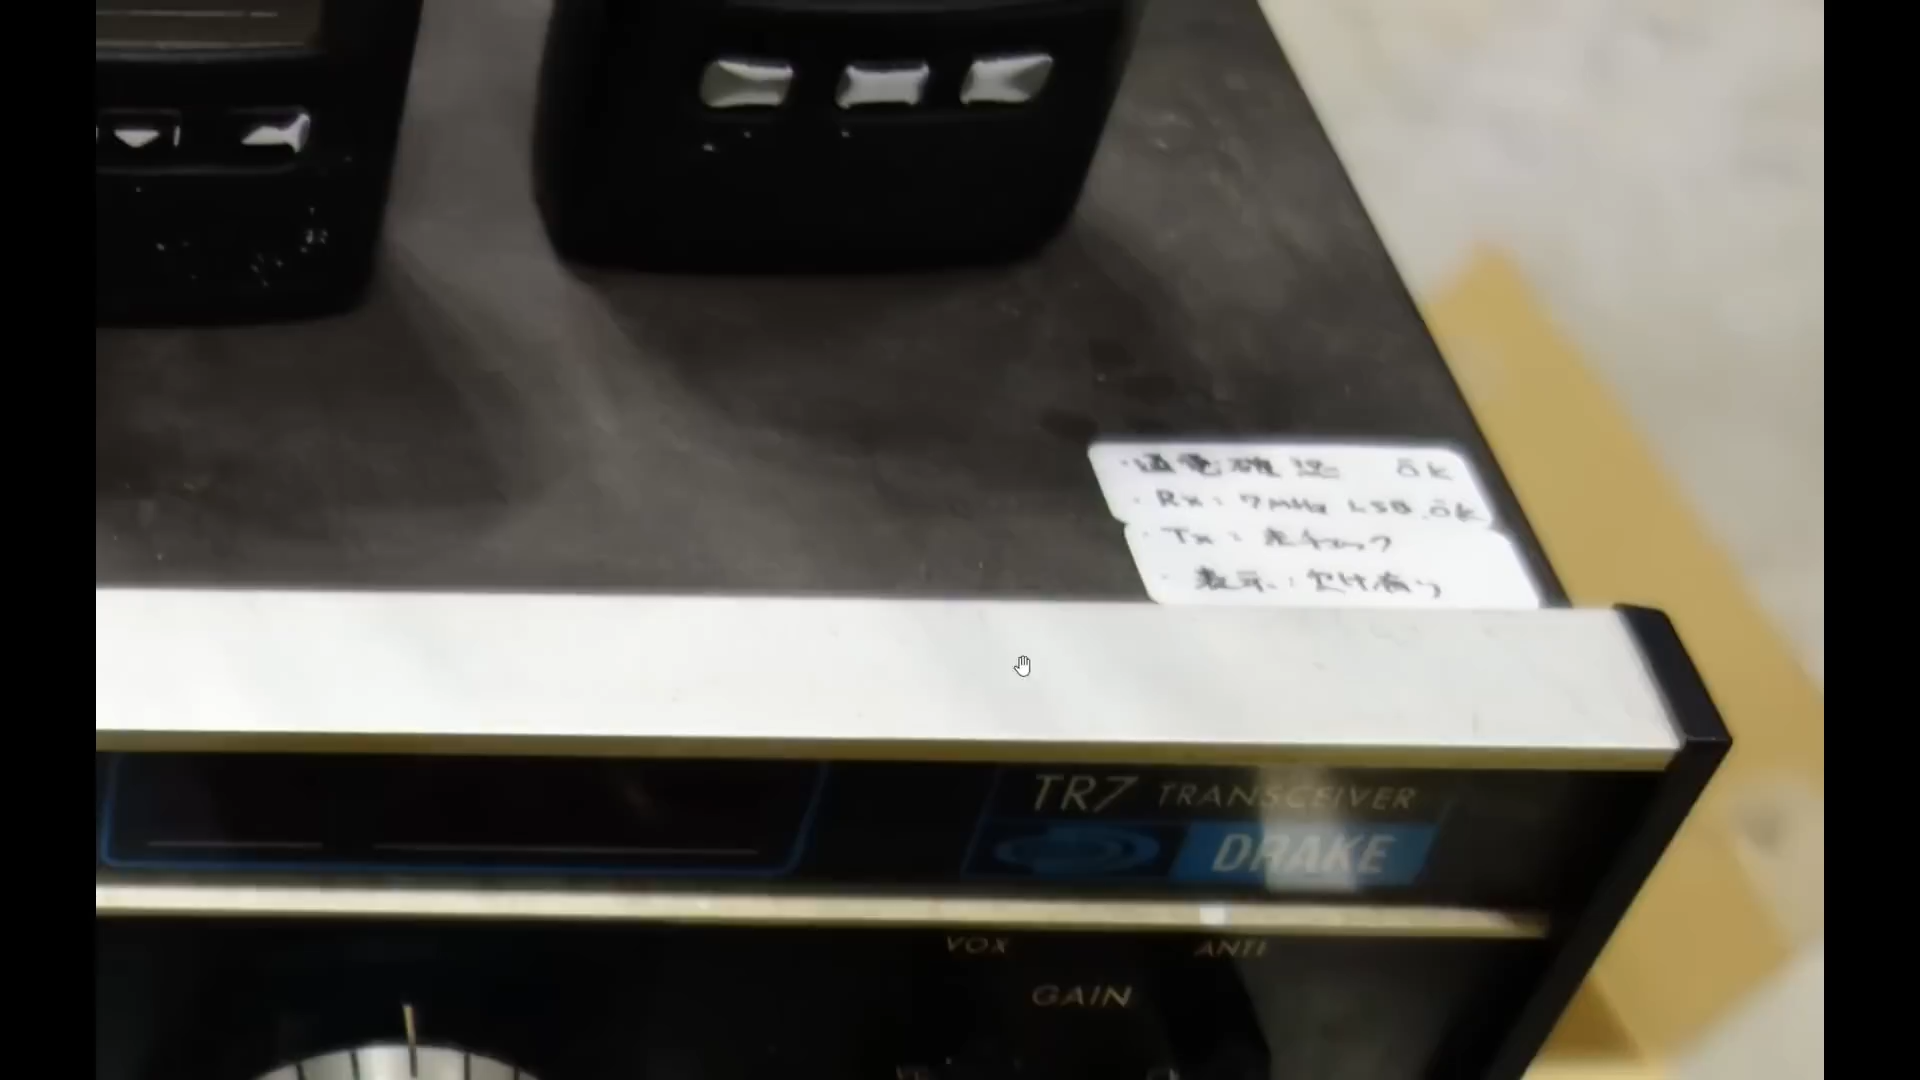 ・通電確認 OK
・Rx: 7MHz LSB OK
・Tx: 未チェック
・表示: 欠け有り
TR7 TRANSCEIVER
DRAKE
VOX ANTI
GAIN